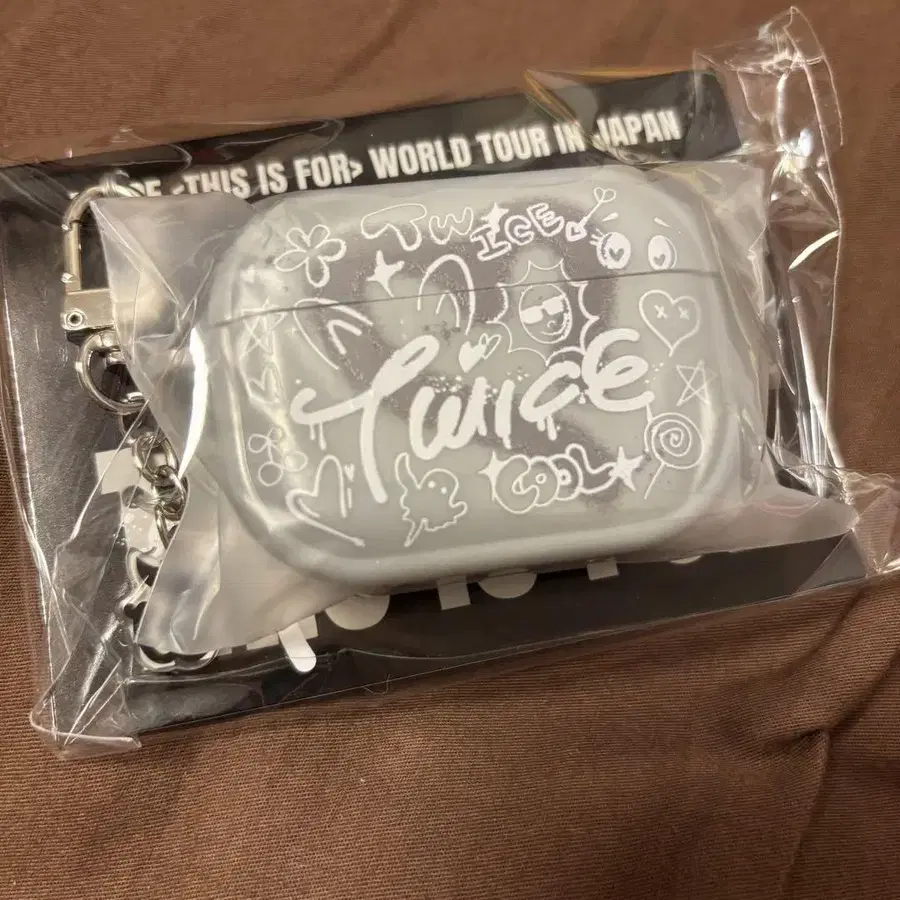 <THIS IS FOR> WORLD TOUR IN JAPAN
TWICE
Twice
COOL